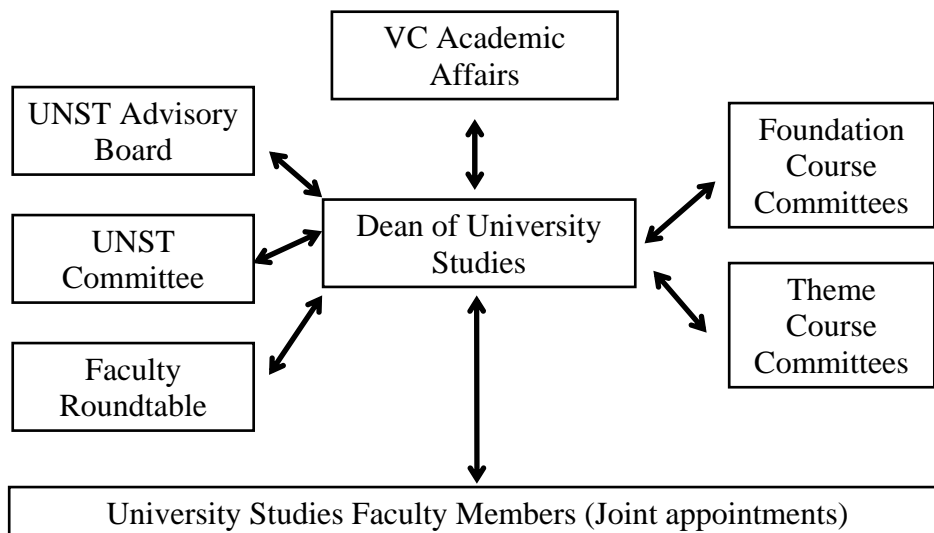 VC Academic
Affairs
UNST Advisory
Board
Foundation
Course
Committees
Dean of University
Studies
UNST
Committee
Theme
Course
Committees
Faculty
Roundtable
University Studies Faculty Members (Joint appointments)